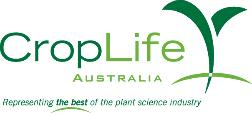 CropLife
AUSTRALIA
Representing the best of the plant science industry